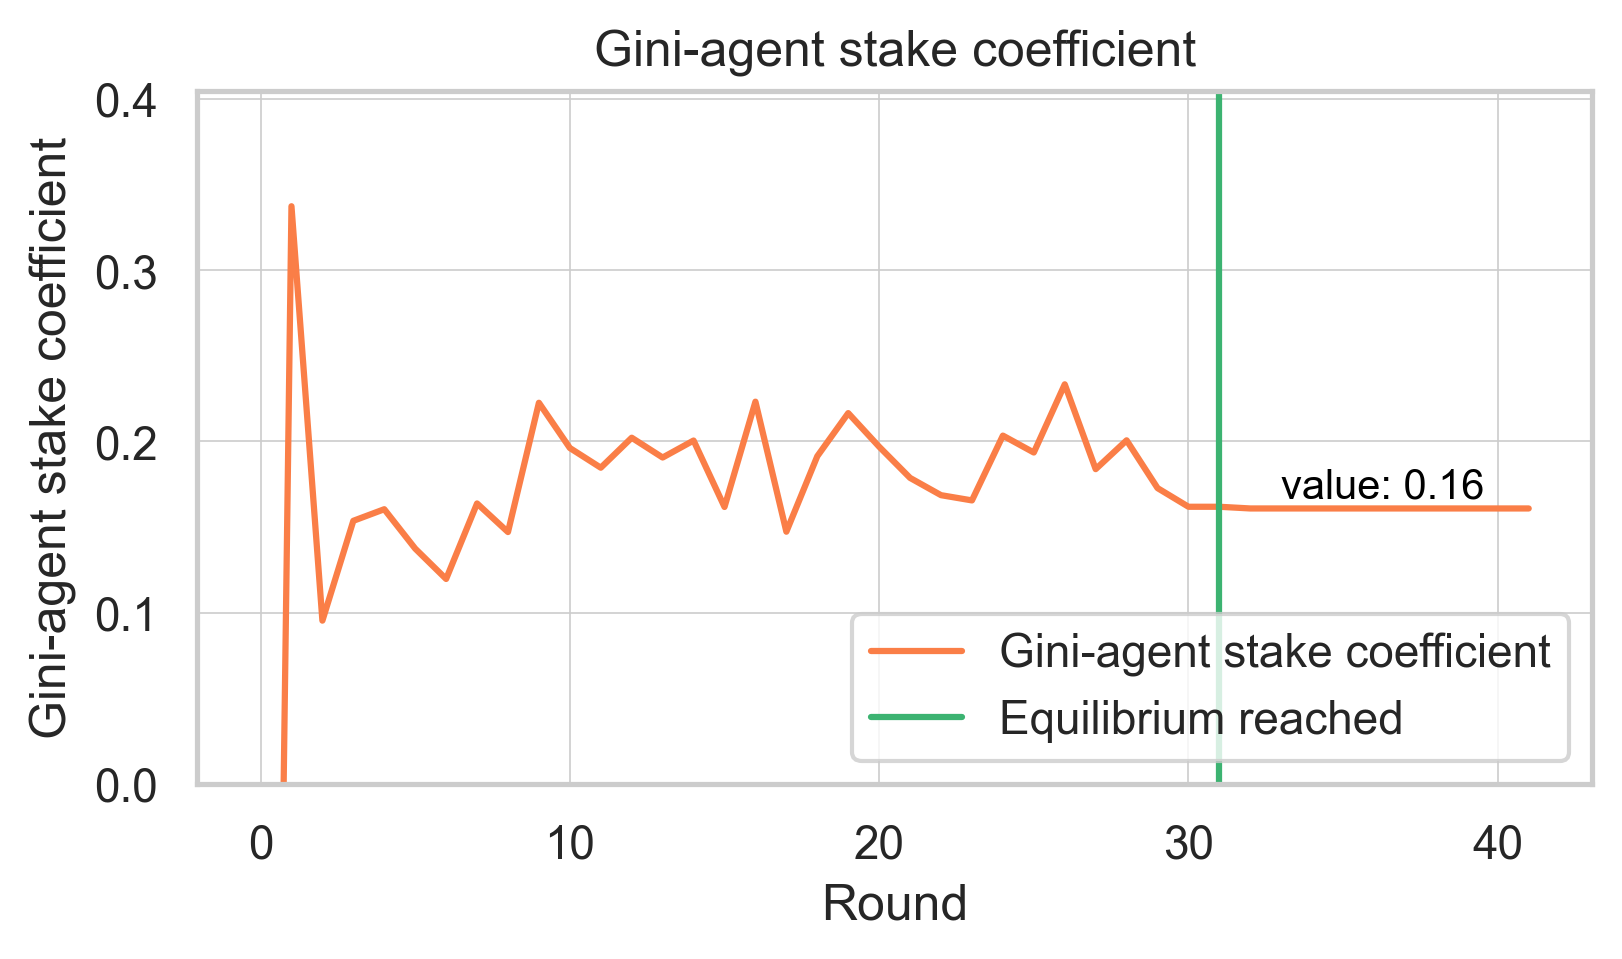 Gini-agent stake coefficient
Gini-agent stake coefficient
0.4
0.3
0.2
0.1
0.0
value: 0.16
Gini-agent stake coefficient
Equilibrium reached
0 10 20 30 40
Round